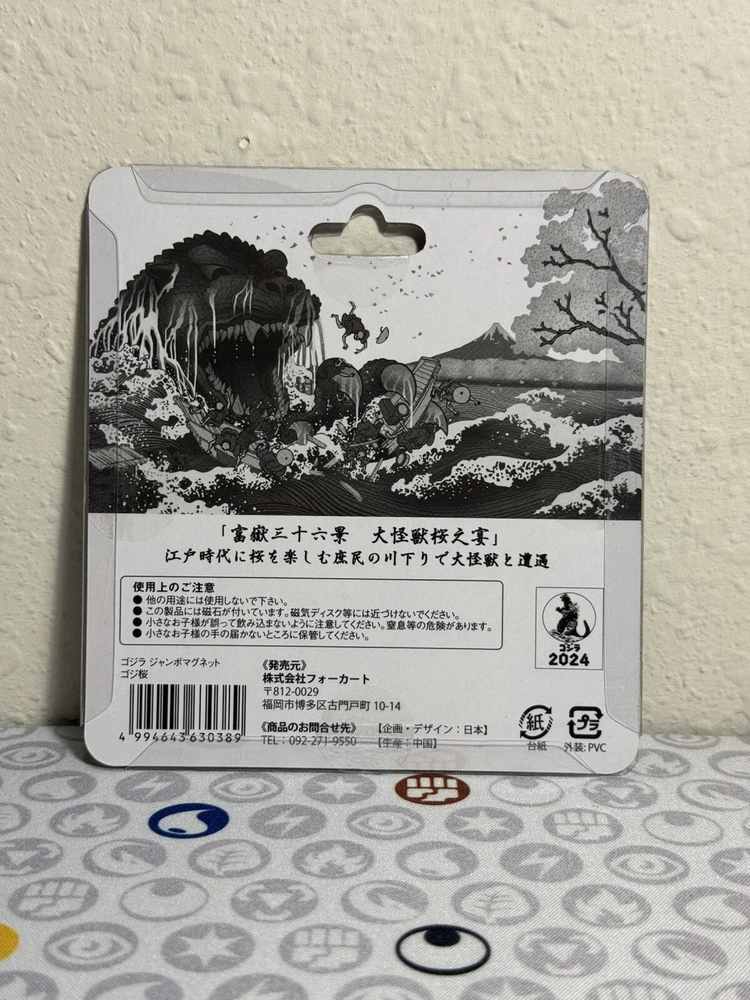 「富嶽三十六景　大怪獣桜之宴」
江戸時代に桜を楽しむ庶民の川下りで大怪獣と遭遇
使用上のご注意
● 他の用途には使用しないで下さい。
● この製品には磁石が付いています。磁気ディスク等には近づけないでください。
● 小さなお子様が誤って飲み込まないように注意してください。窒息等の危険があります。
● 小さなお子様の手の届かないところに保管してください。
ゴジラ
2024
ゴジラ ジャンボマグネット
ゴジ桜
4 994643 630389
《発売元》
株式会社フォーカート
〒812-0029
福岡市博多区古門戸町 10-14
《商品のお問合せ先》
TEL：092-271-9550
【企画・デザイン：日本】
【生産：中国】
紙
台紙
プラ
外装: PVC